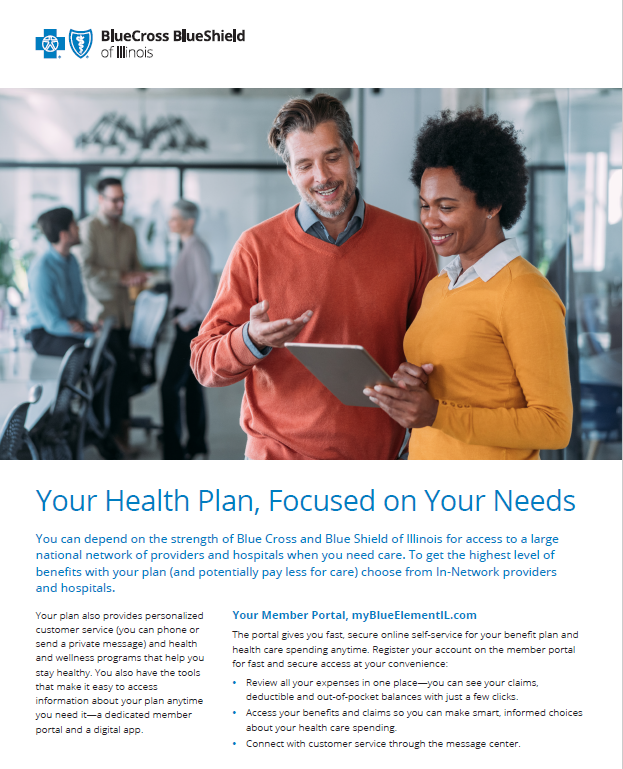 BlueCross BlueShield
of Illinois
Your Health Plan, Focused on Your Needs
You can depend on the strength of Blue Cross and Blue Shield of Illinois for access to a large
national network of providers and hospitals when you need care. To get the highest level of
benefits with your plan (and potentially pay less for care) choose from In-Network providers
and hospitals.
Your plan also provides personalized
customer service (you can phone or
send a private message) and health
and wellness programs that help you
stay healthy. You also have the tools
that make it easy to access
information about your plan anytime
you need it—a dedicated member
portal and a digital app.
Your Member Portal, myBlueElementIL.com
The portal gives you fast, secure online self-service for your benefit plan and
health care spending anytime. Register your account on the member portal
for fast and secure access at your convenience:
• Review all your expenses in one place—you can see your claims,
deductible and out-of-pocket balances with just a few clicks.
• Access your benefits and claims so you can make smart, informed choices
about your health care spending.
• Connect with customer service through the message center.